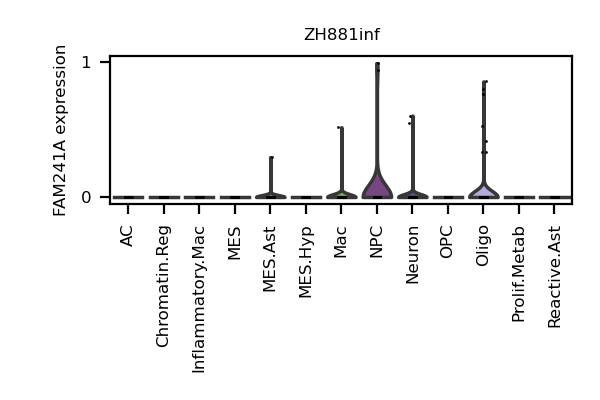 ZH881inf
FAM241A expression
1
0
AC
Chromatin.Reg
Inflammatory.Mac
MES
MES.Ast
MES.Hyp
Mac
NPC
Neuron
OPC
Oligo
Prolif.Metab
Reactive.Ast